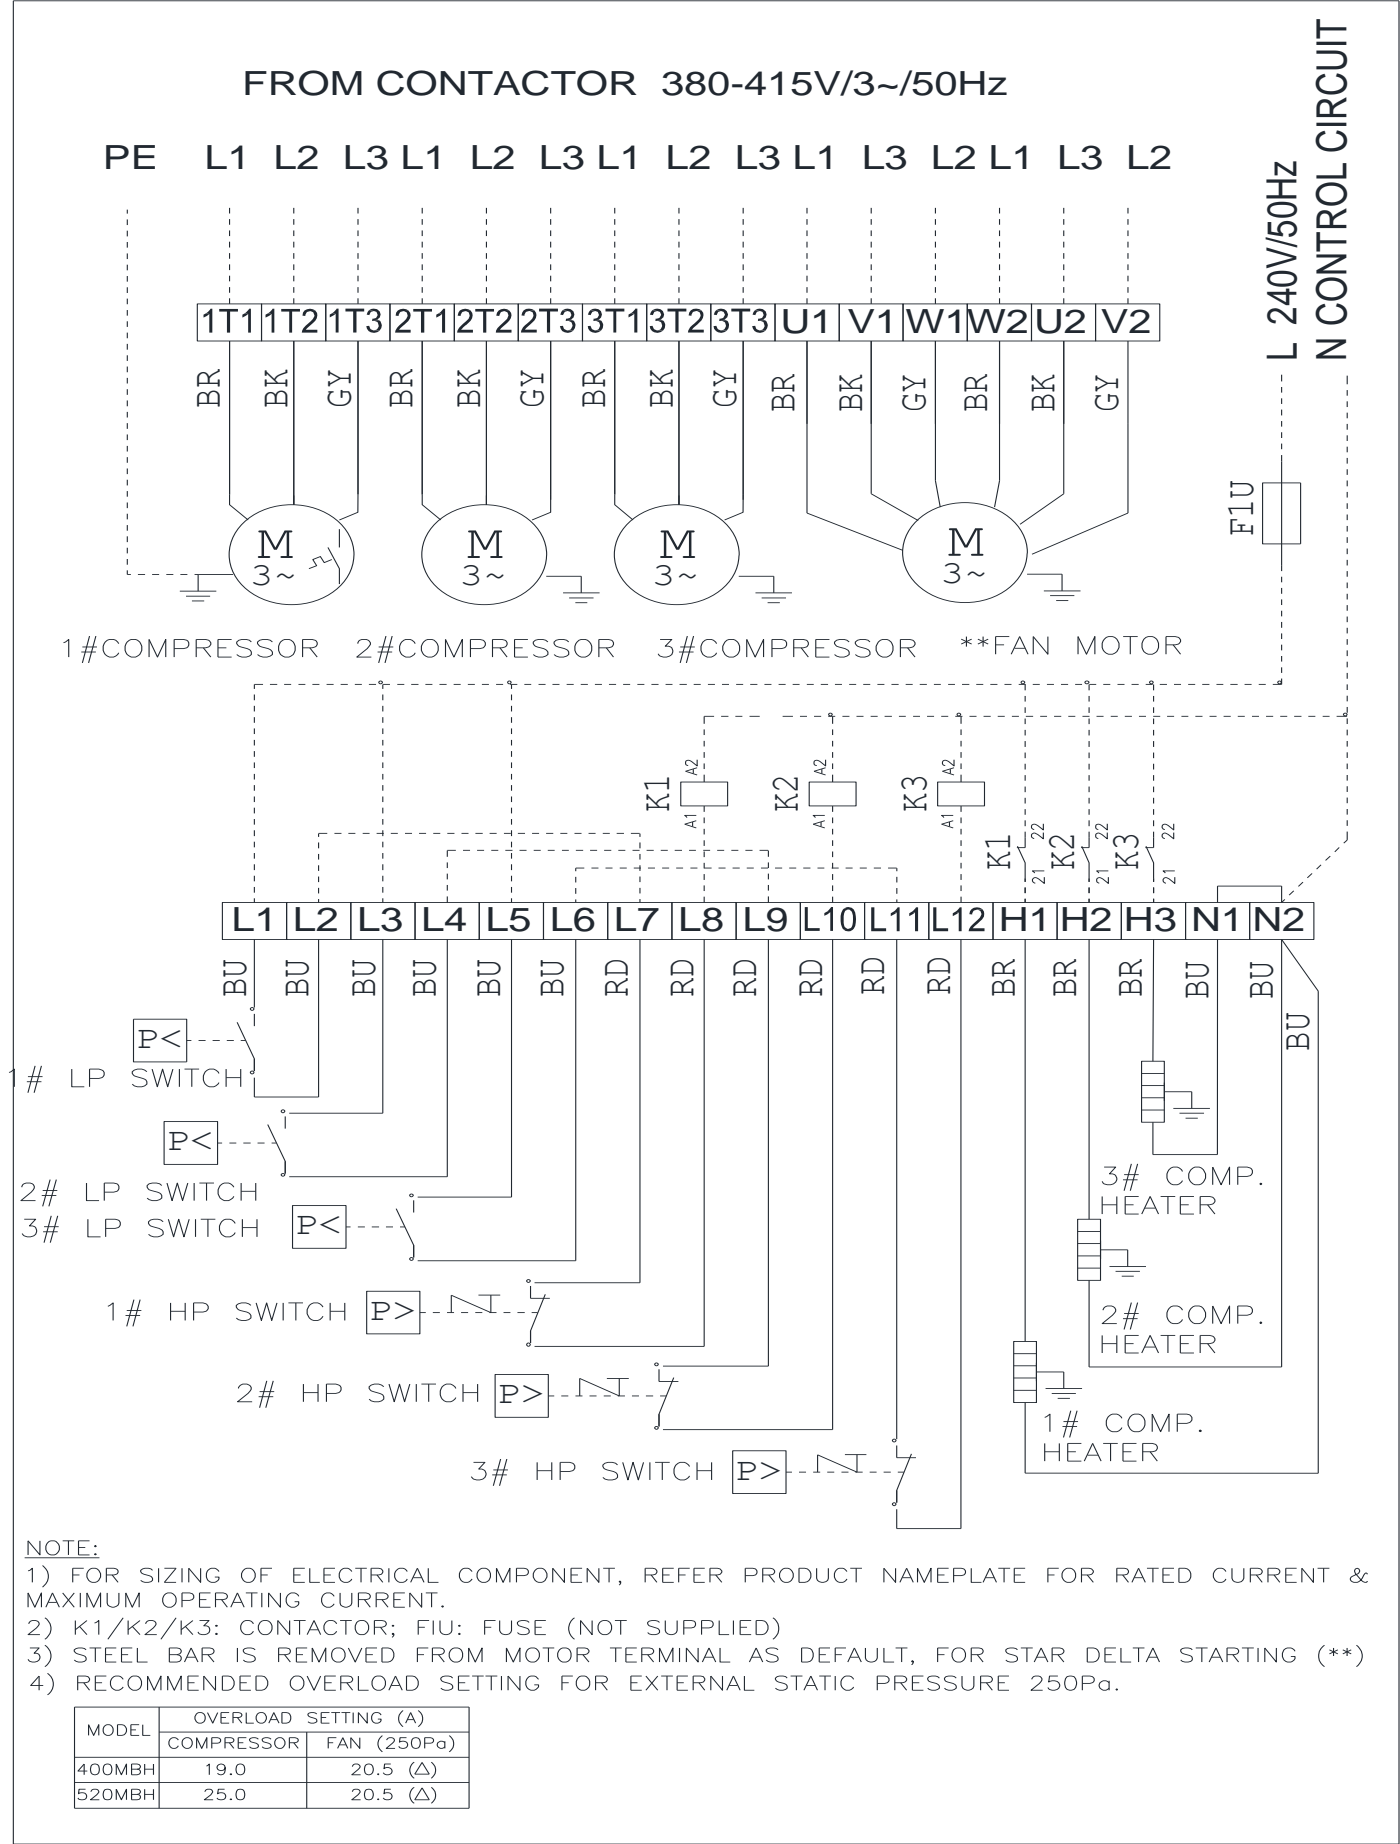 FROM CONTACTOR 380-415V/3~/50Hz
L 240V/50Hz
N CONTROL CIRCUIT
PE L1 L2 L3 L1 L2 L3 L1 L2 L3 L1 L3 L2 L1 L3 L2
1T1 1T2 1T3 2T1 2T2 2T3 3T1 3T2 3T3 U1 V1 W1 W2 U2 V2
BR BK GY BR BK GY BR BK GY BR BK GY BR BK GY
F1U
M M M M
3~ 3~ 3~ 3~
1#COMPRESSOR 2#COMPRESSOR 3#COMPRESSOR **FAN MOTOR
A2 A2 A2
K1 K2 K3
A1 A1 A1
22 22 22
K1 K2 K3
21 21 21
L1 L2 L3 L4 L5 L6 L7 L8 L9 L10 L11 L12 H1 H2 H3 N1 N2
BU BU BU BU BU BU RD RD RD RD RD RD BR BR BR BU BU
BU
P<
1# LP SWITCH
P<
2# LP SWITCH
3# LP SWITCH P<
3# COMP.
HEATER
1# HP SWITCH P>
2# COMP.
HEATER
2# HP SWITCH P>
1# COMP.
HEATER
3# HP SWITCH P>
NOTE:
1) FOR SIZING OF ELECTRICAL COMPONENT, REFER PRODUCT NAMEPLATE FOR RATED CURRENT &
MAXIMUM OPERATING CURRENT.
2) K1/K2/K3: CONTACTOR; FIU: FUSE (NOT SUPPLIED)
3) STEEL BAR IS REMOVED FROM MOTOR TERMINAL AS DEFAULT, FOR STAR DELTA STARTING (**)
4) RECOMMENDED OVERLOAD SETTING FOR EXTERNAL STATIC PRESSURE 250Pa.
MODEL OVERLOAD SETTING (A)
COMPRESSOR FAN (250Pa)
400MBH 19.0 20.5 (△)
520MBH 25.0 20.5 (△)